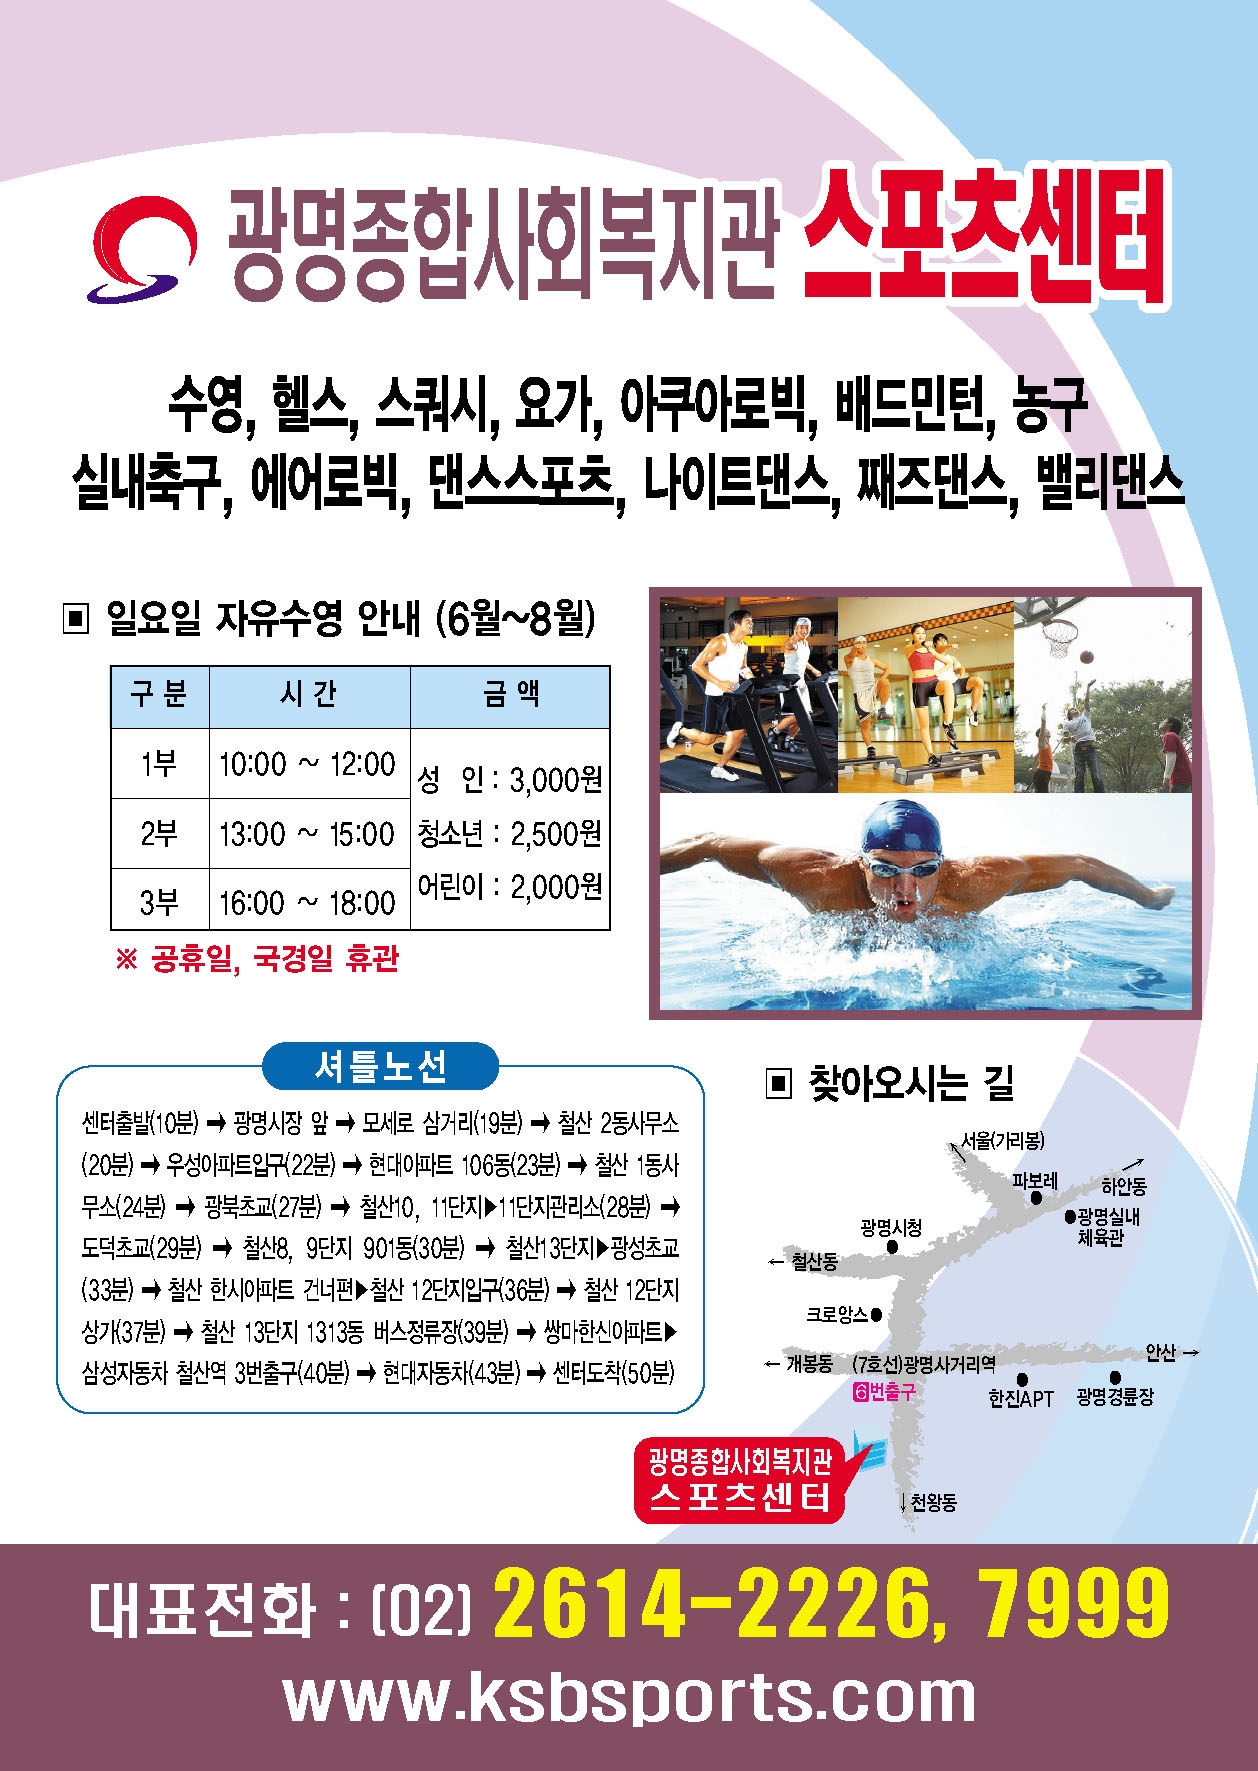 광명종합사회복지관 스포츠센터
수영, 헬스, 스쿼시, 요가, 아쿠아로빅, 배드민턴, 농구
실내축구, 에어로빅, 댄스스포츠, 나이트댄스, 째즈댄스, 밸리댄스
▣ 일요일 자유수영 안내 (6월~8월)
구 분 시 간 금 액
1부 10:00 ~ 12:00
성 인 : 3,000원
2부 13:00 ~ 15:00 청소년 : 2,500원
어린이 : 2,000원
3부 16:00 ~ 18:00
※ 공휴일, 국경일 휴관
셔틀노선
센터출발(10분) ➡ 광명시장 앞 ➡ 모세로 삼거리(19분) ➡ 철산 2동사무소
(20분) ➡ 우성아파트입구(22분) ➡ 현대아파트 106동(23분) ➡ 철산 1동사
무소(24분) ➡ 광북초교(27분) ➡ 철산10, 11단지▶11단지관리소(28분) ➡
도덕초교(29분) ➡ 철산8, 9단지 901동(30분) ➡ 철산13단지▶광성초교
(33분) ➡ 철산 한시아파트 건너편▶철산 12단지입구(36분) ➡ 철산 12단지
상가(37분) ➡ 철산 13단지 1313동 버스정류장(39분) ➡ 쌍마한신아파트▶
삼성자동차 철산역 3번출구(40분) ➡ 현대자동차(43분) ➡ 센터도착(50분)
▣ 찾아오시는 길
서울(가리봉)
파보레
하안동
광명실내
체육관
광명시청
← 철산동
크로앙스
안산 →
← 개봉동 (7호선)광명사거리역
6번출구
한진APT 광명경륜장
광명종합사회복지관
스포츠센터
↓천왕동
대표전화 : (02) 2614-2226, 7999
www.ksbsports.com